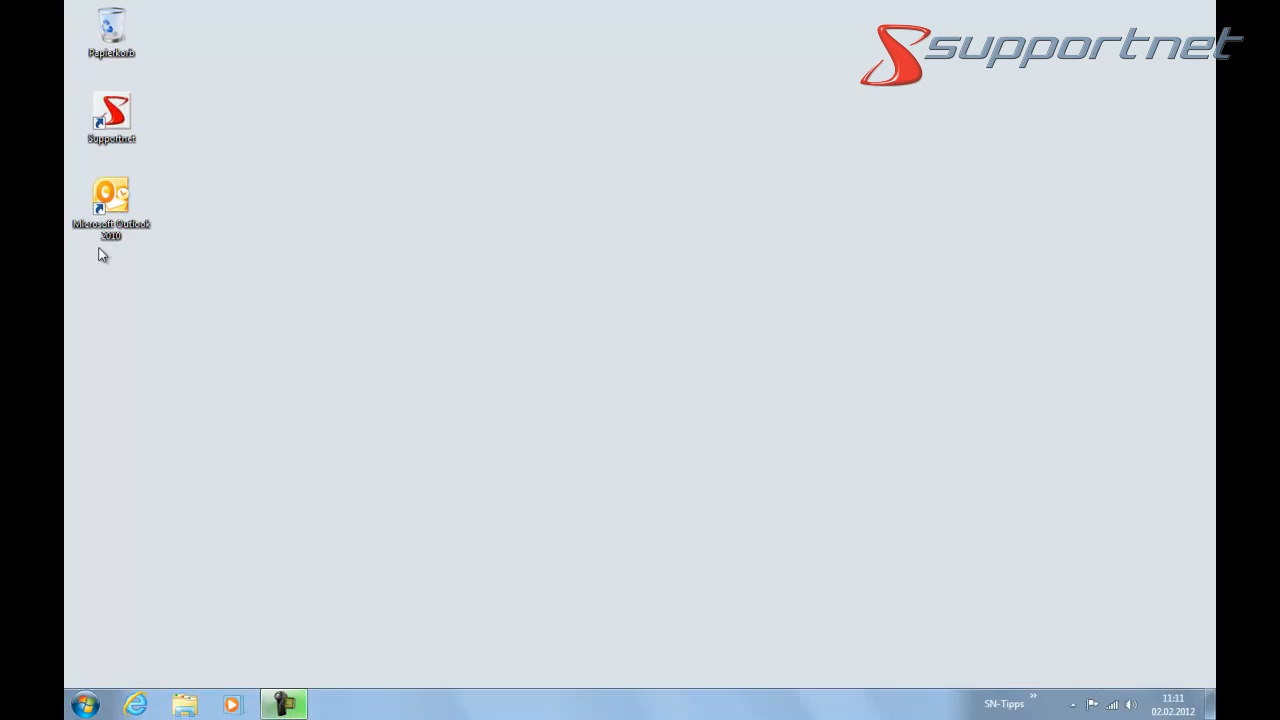 Papierkorb
supportnet
Supportnet
Microsoft Outlook
2010
SN-Tipps
11:11
02.02.2012